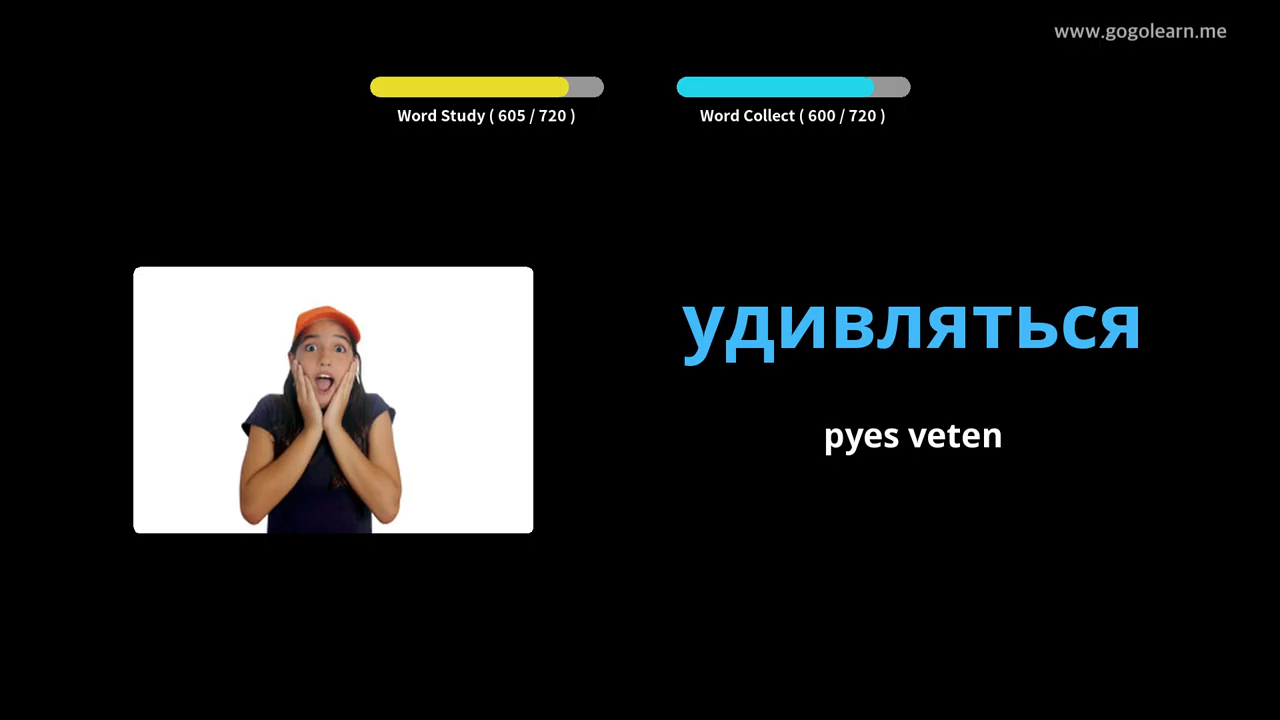 www.gogolearn.me
Word Study ( 605 / 720 )
Word Collect ( 600 / 720 )
удивляться
pyes veten